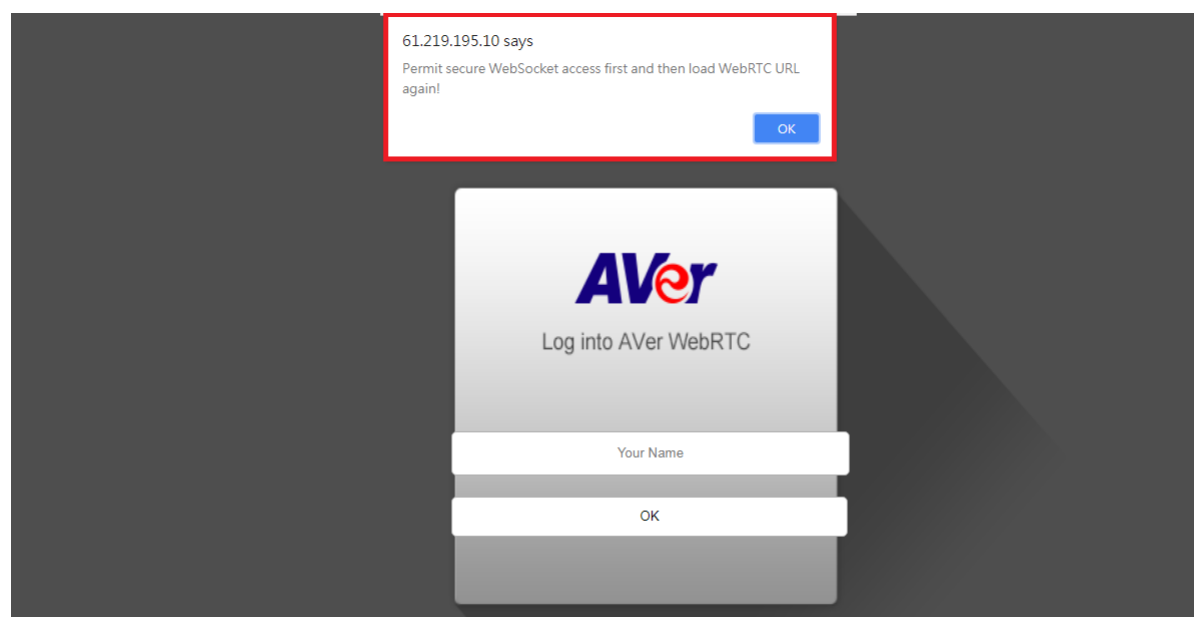 61.219.195.10 says
Permit secure WebSocket access first and then load WebRTC URL
again!
OK
AVer
Log into AVer WebRTC
Your Name
OK